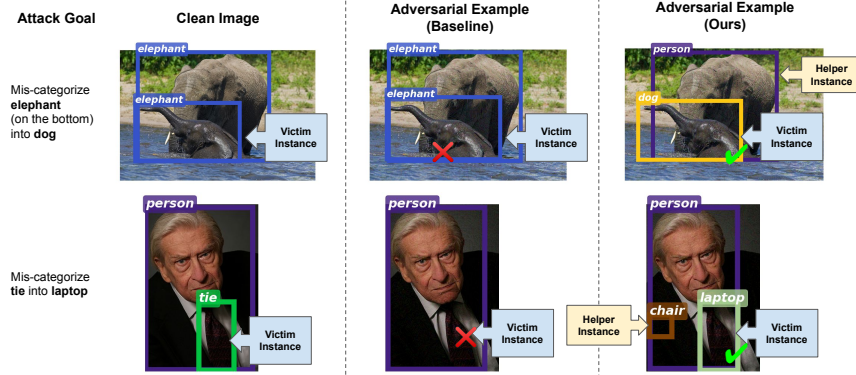 Attack Goal
Clean Image
Adversarial Example
(Baseline)
Adversarial Example
(Ours)
Mis-categorize
elephant
(on the bottom)
into dog
elephant
elephant
Victim
Instance
elephant
elephant
Victim
Instance
person
dog
Helper
Instance
Victim
Instance
Mis-categorize
tie into laptop
person
tie
Victim
Instance
person
Victim
Instance
Helper
Instance
person
chair
laptop
Victim
Instance